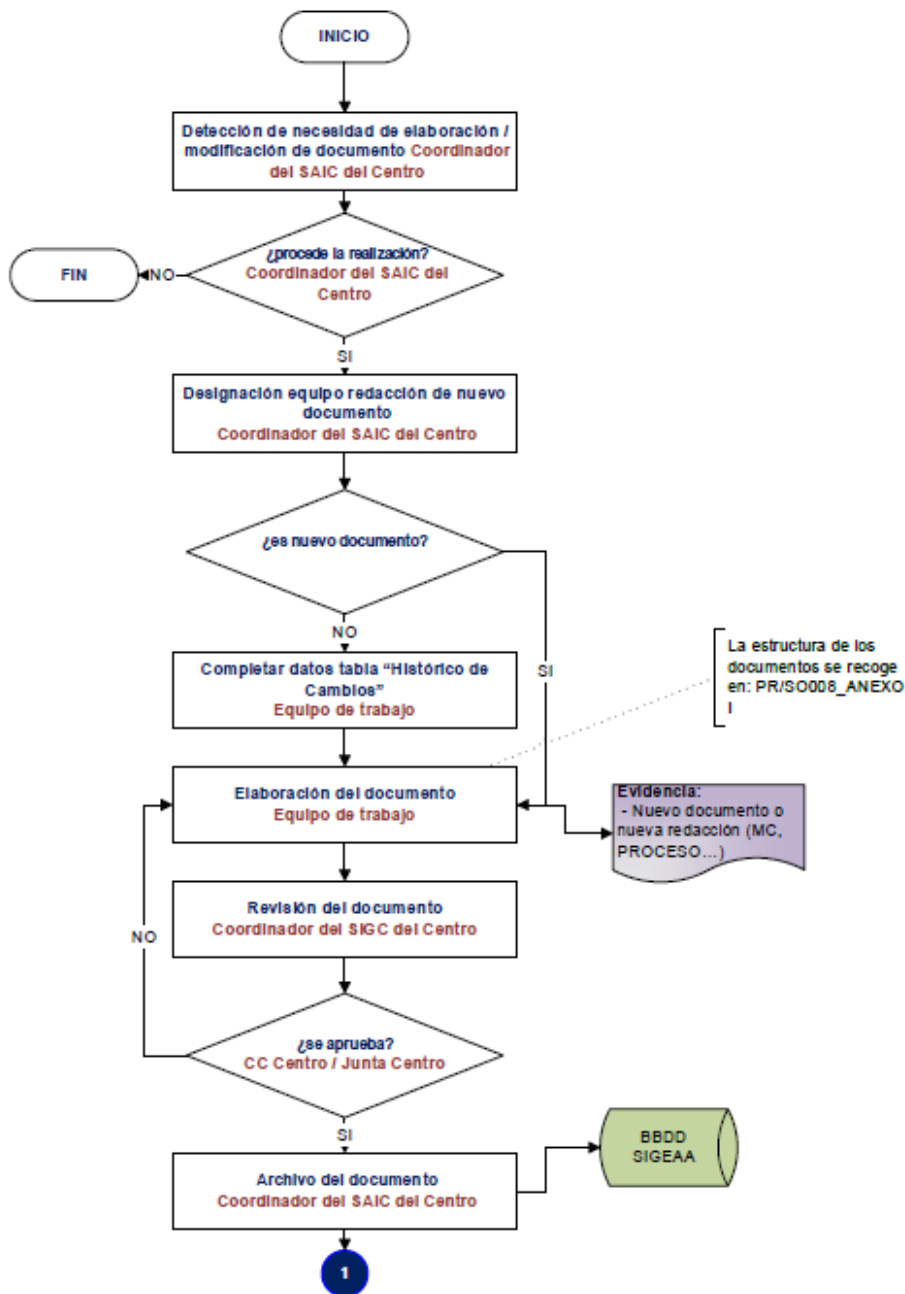 INICIO
Detección de necesidad de elaboración /
modificación de documento Coordinador
del SAIC del Centro
¿procede la realización?
Coordinador del SAIC del
Centro
FIN
NO
SI
Designación equipo redacción de nuevo
documento
Coordinador del SAIC del Centro
¿es nuevo documento?
NO
SI
Completar datos tabla “Histórico de
Cambios”
Equipo de trabajo
La estructura de los
documentos se recoge
en: PR/SO008_ANEXO
I
Elaboración del documento
Equipo de trabajo
Evidencia:
- Nuevo documento o
nueva redacción (MC,
PROCESO...)
Revisión del documento
Coordinador del SIGC del Centro
NO
¿se aprueba?
CC Centro / Junta Centro
SI
Archivo del documento
Coordinador del SAIC del Centro
BBDD
SIGEAA
1